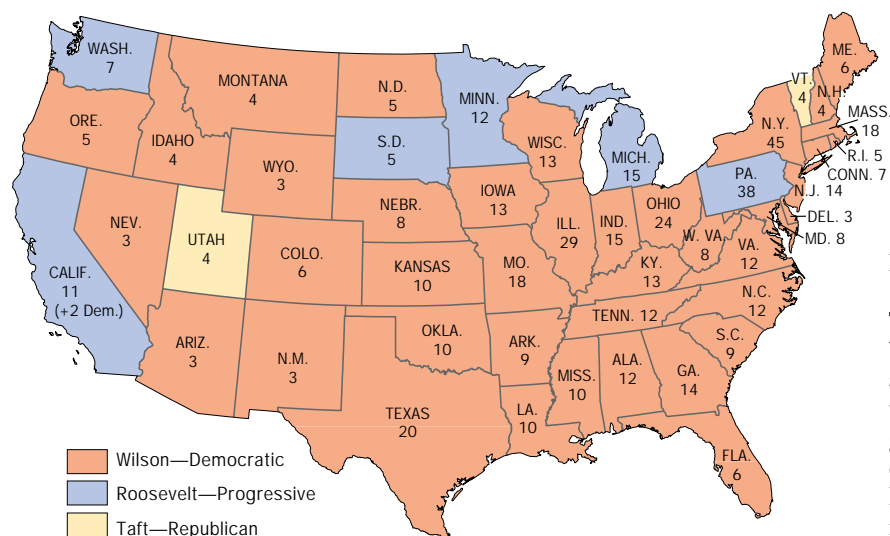 WASH.
7
ORE.
5
CALIF.
11
(+2 Dem.)
NEV.
3
IDAHO
4
MONTANA
4
WYO.
3
UTAH
4
COLO.
6
ARIZ.
3
N.M.
3
N.D.
5
S.D.
5
NEBR.
8
KANSAS
10
OKLA.
10
TEXAS
20
MINN.
12
IOWA
13
MO.
18
ARK.
9
LA.
10
WISC.
13
ILL.
29
MICH.
15
IND.
15
OHIO
24
KY.
13
TENN. 12
MISS.
10
ALA.
12
GA.
14
FLA.
6
S.C.
9
N.C.
12
VA.
12
W. VA.
8
PA.
38
N.Y.
45
VT.
4
N.H.
4
ME.
6
MASS.
18
R.I. 5
CONN. 7
N.J. 14
DEL. 3
MD. 8
Wilson—Democratic
Roosevelt—Progressive
Taft—Republican